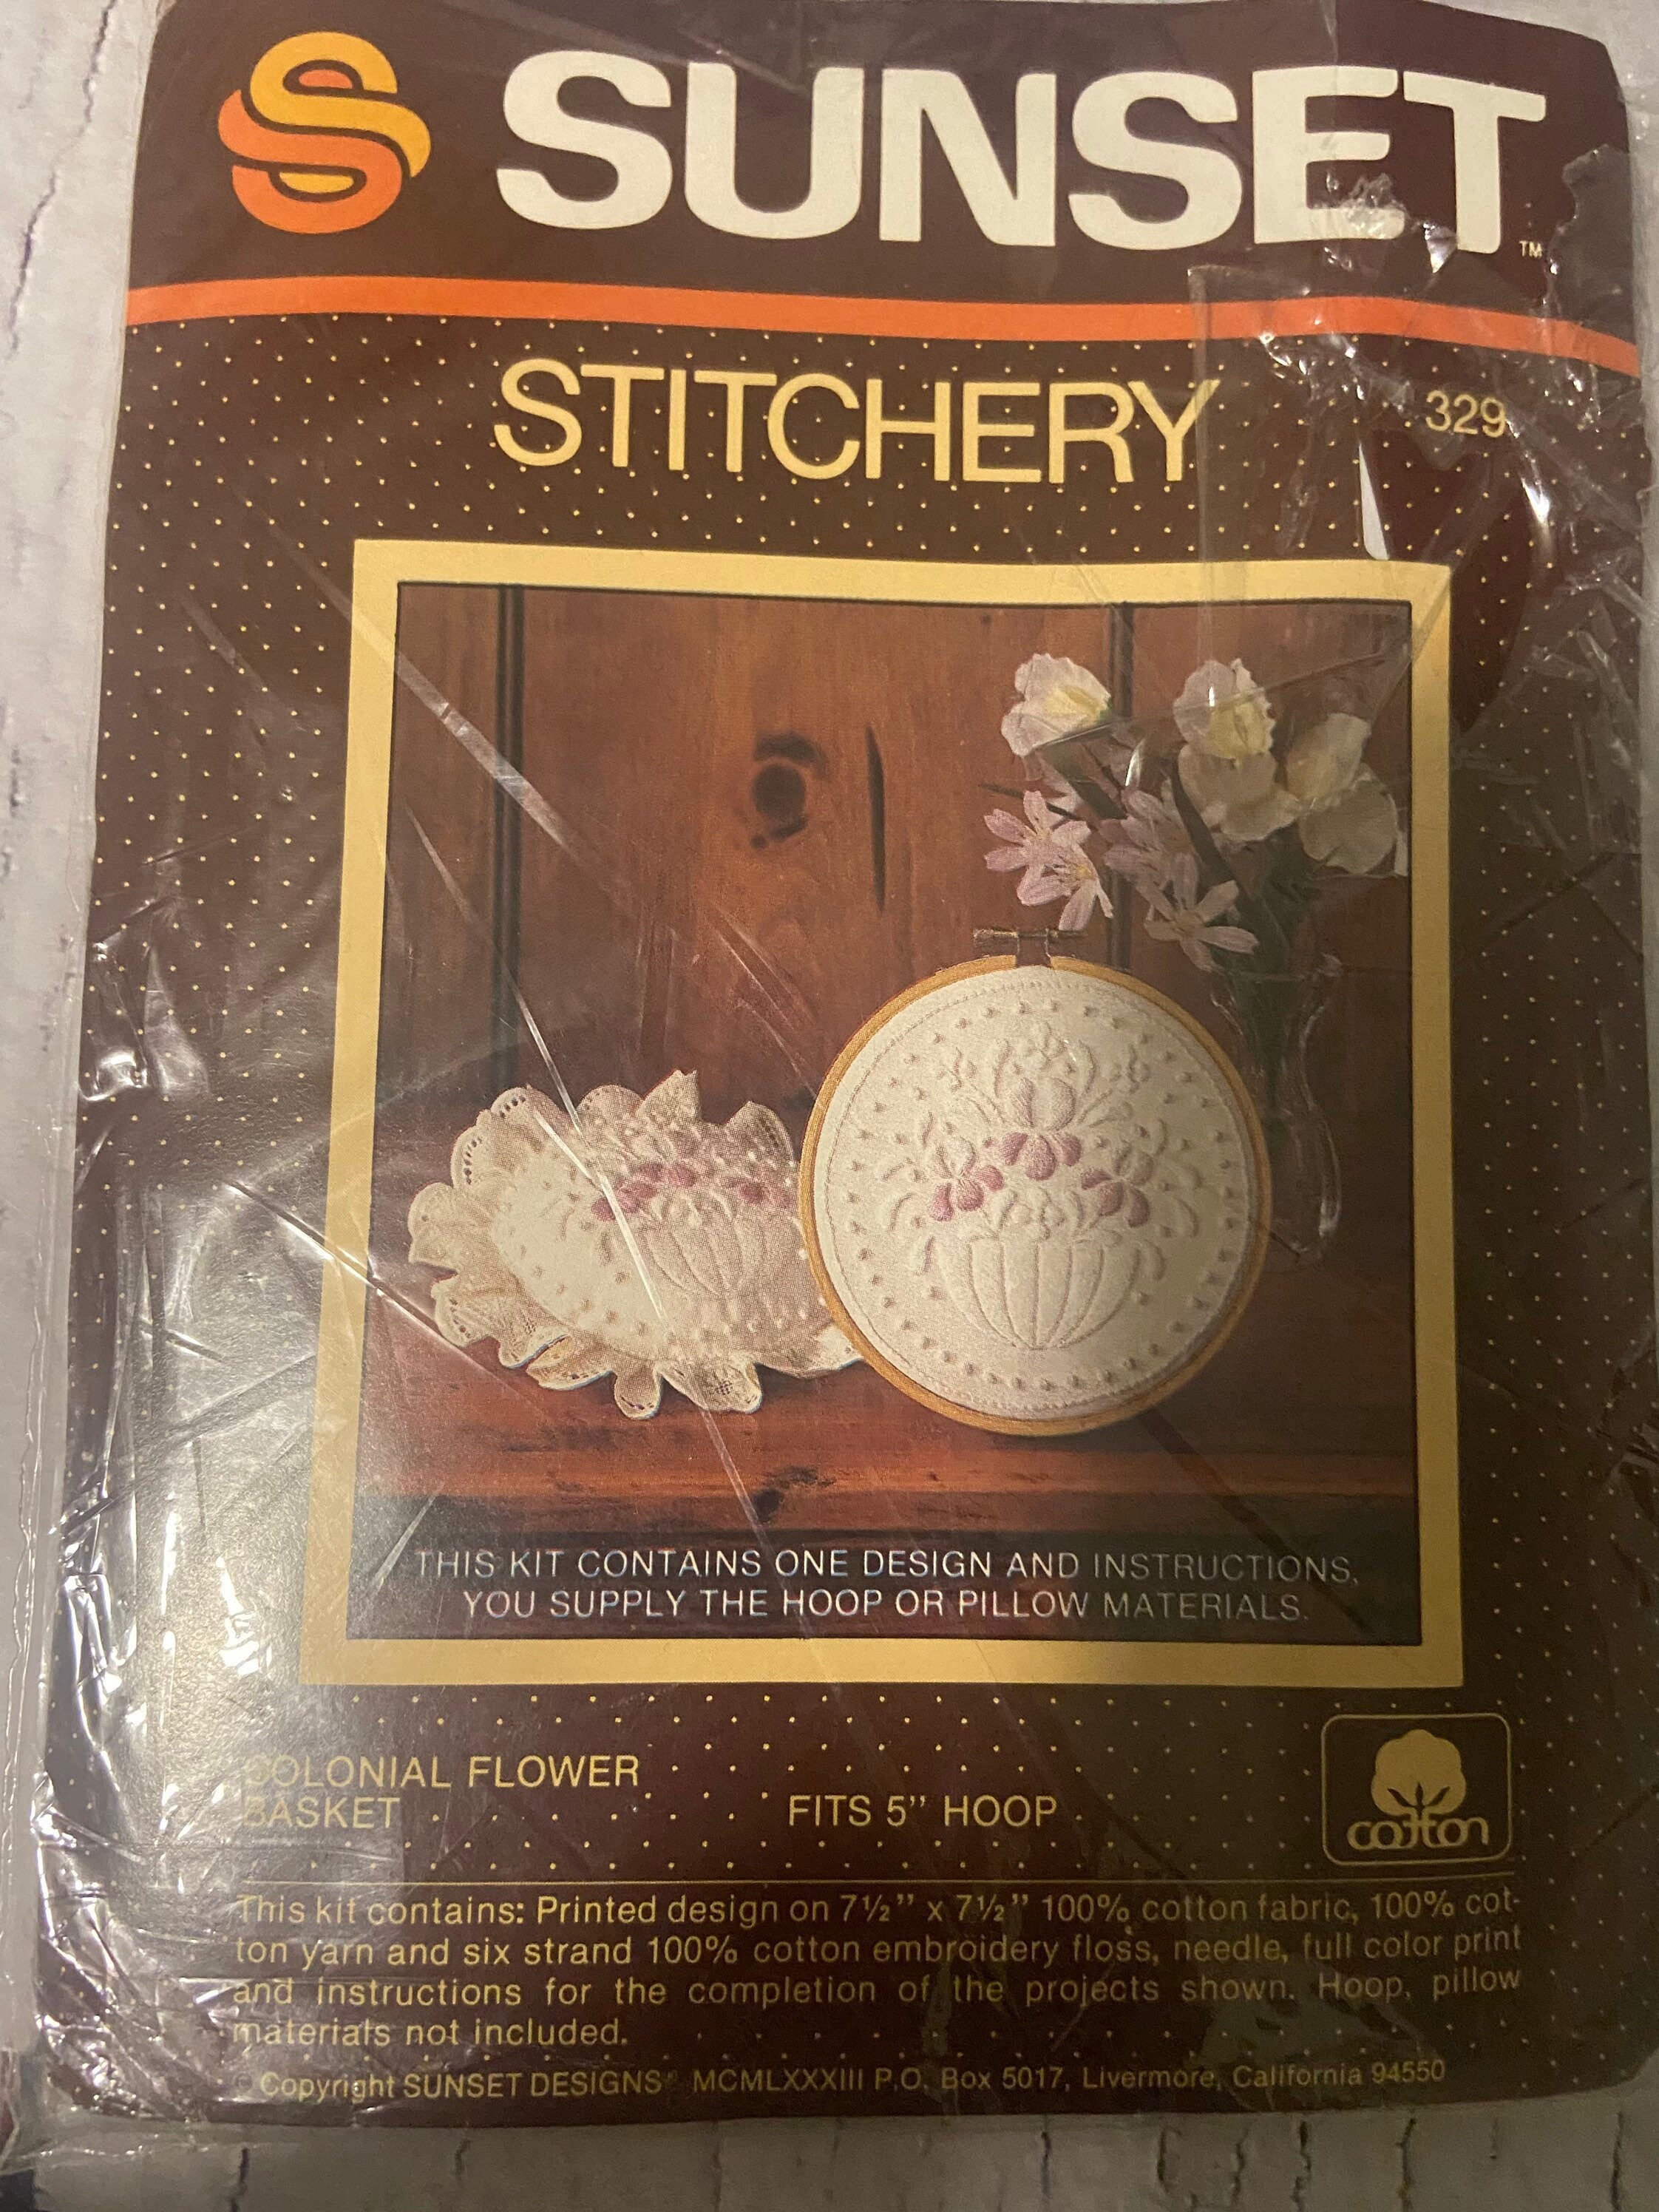 SUNSET™
STITCHERY
329
THIS KIT CONTAINS ONE DESIGN AND INSTRUCTIONS,
YOU SUPPLY THE HOOP OR PILLOW MATERIALS.
COLONIAL FLOWER
BASKET
FITS 5" HOOP
cotton
This kit contains: Printed design on 7½" x 7½" 100% cotton fabric, 100% cot-
ton yarn and six strand 100% cotton embroidery floss, needle, full color print
and instructions for the completion of the projects shown. Hoop, pillow
materials not included.
© Copyright SUNSET DESIGNS® MCMLXXXIII P.O. Box 5017, Livermore, California 94550